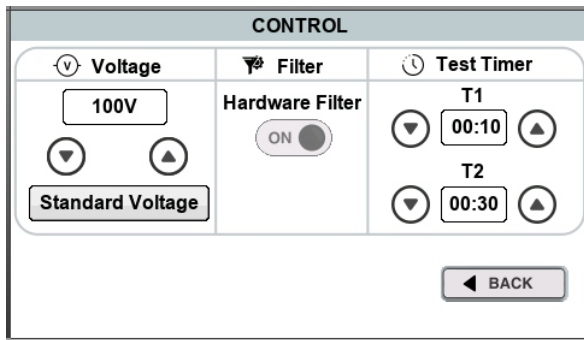 CONTROL
V Voltage
Filter
Test Timer
100V
Standard Voltage
Hardware Filter
ON
T1
00:10
T2
00:30
BACK